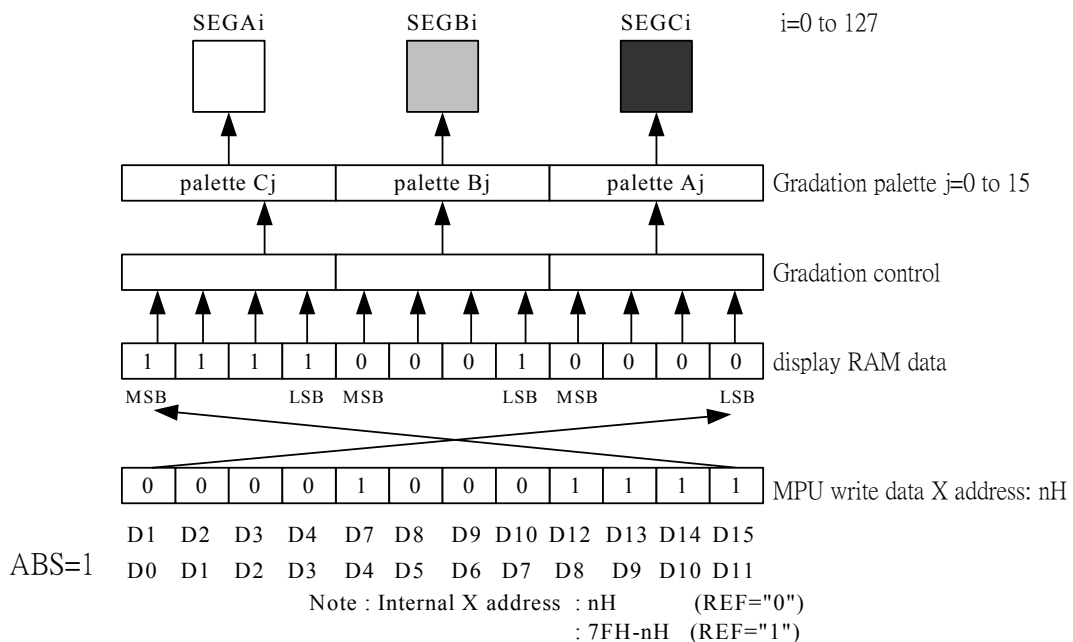 SEGAi SEGBi SEGCi i=0 to 127
palette Cj palette Bj palette Aj Gradation palette j=0 to 15
Gradation control
1 1 1 1 0 0 0 1 0 0 0 0 display RAM data
MSB LSB MSB LSB MSB LSB
0 0 0 0 1 0 0 0 1 1 1 1 MPU write data X address: nH
D1 D2 D3 D4 D7 D8 D9 D10 D12 D13 D14 D15
ABS=1 D0 D1 D2 D3 D4 D5 D6 D7 D8 D9 D10 D11
Note : Internal X address : nH (REF="0")
: 7FH-nH (REF="1")